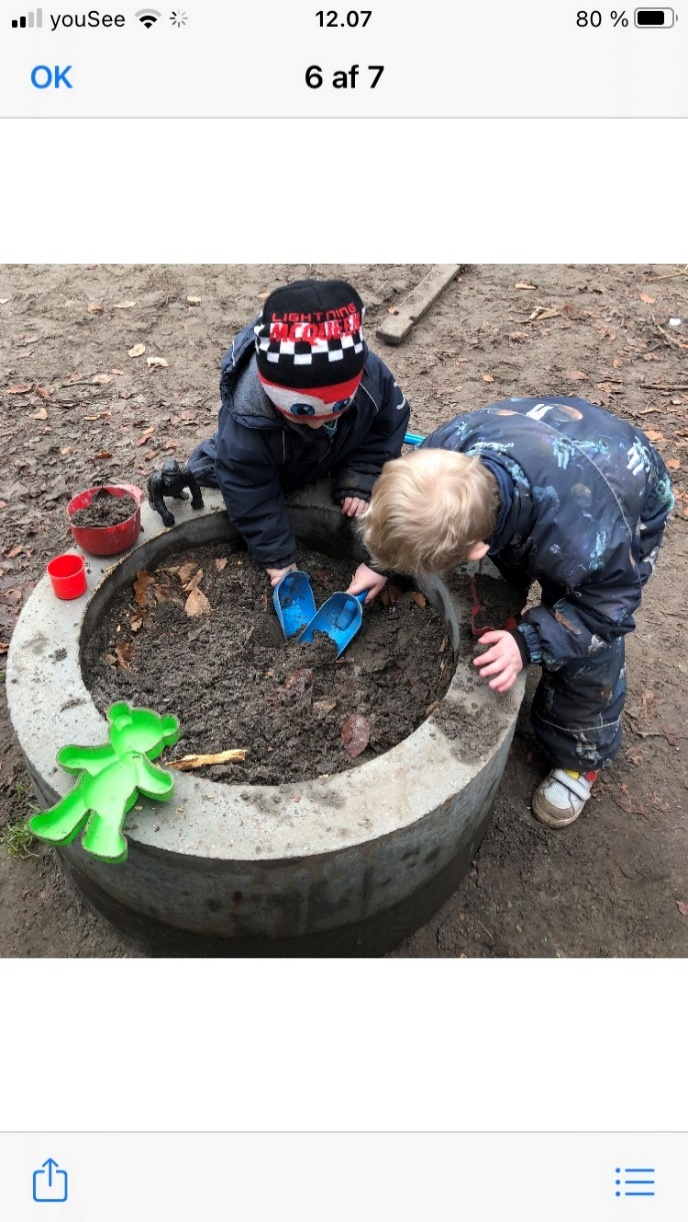 youSee 12.07 80 %
OK 6 af 7
LIGHTNING
MCQUEEN